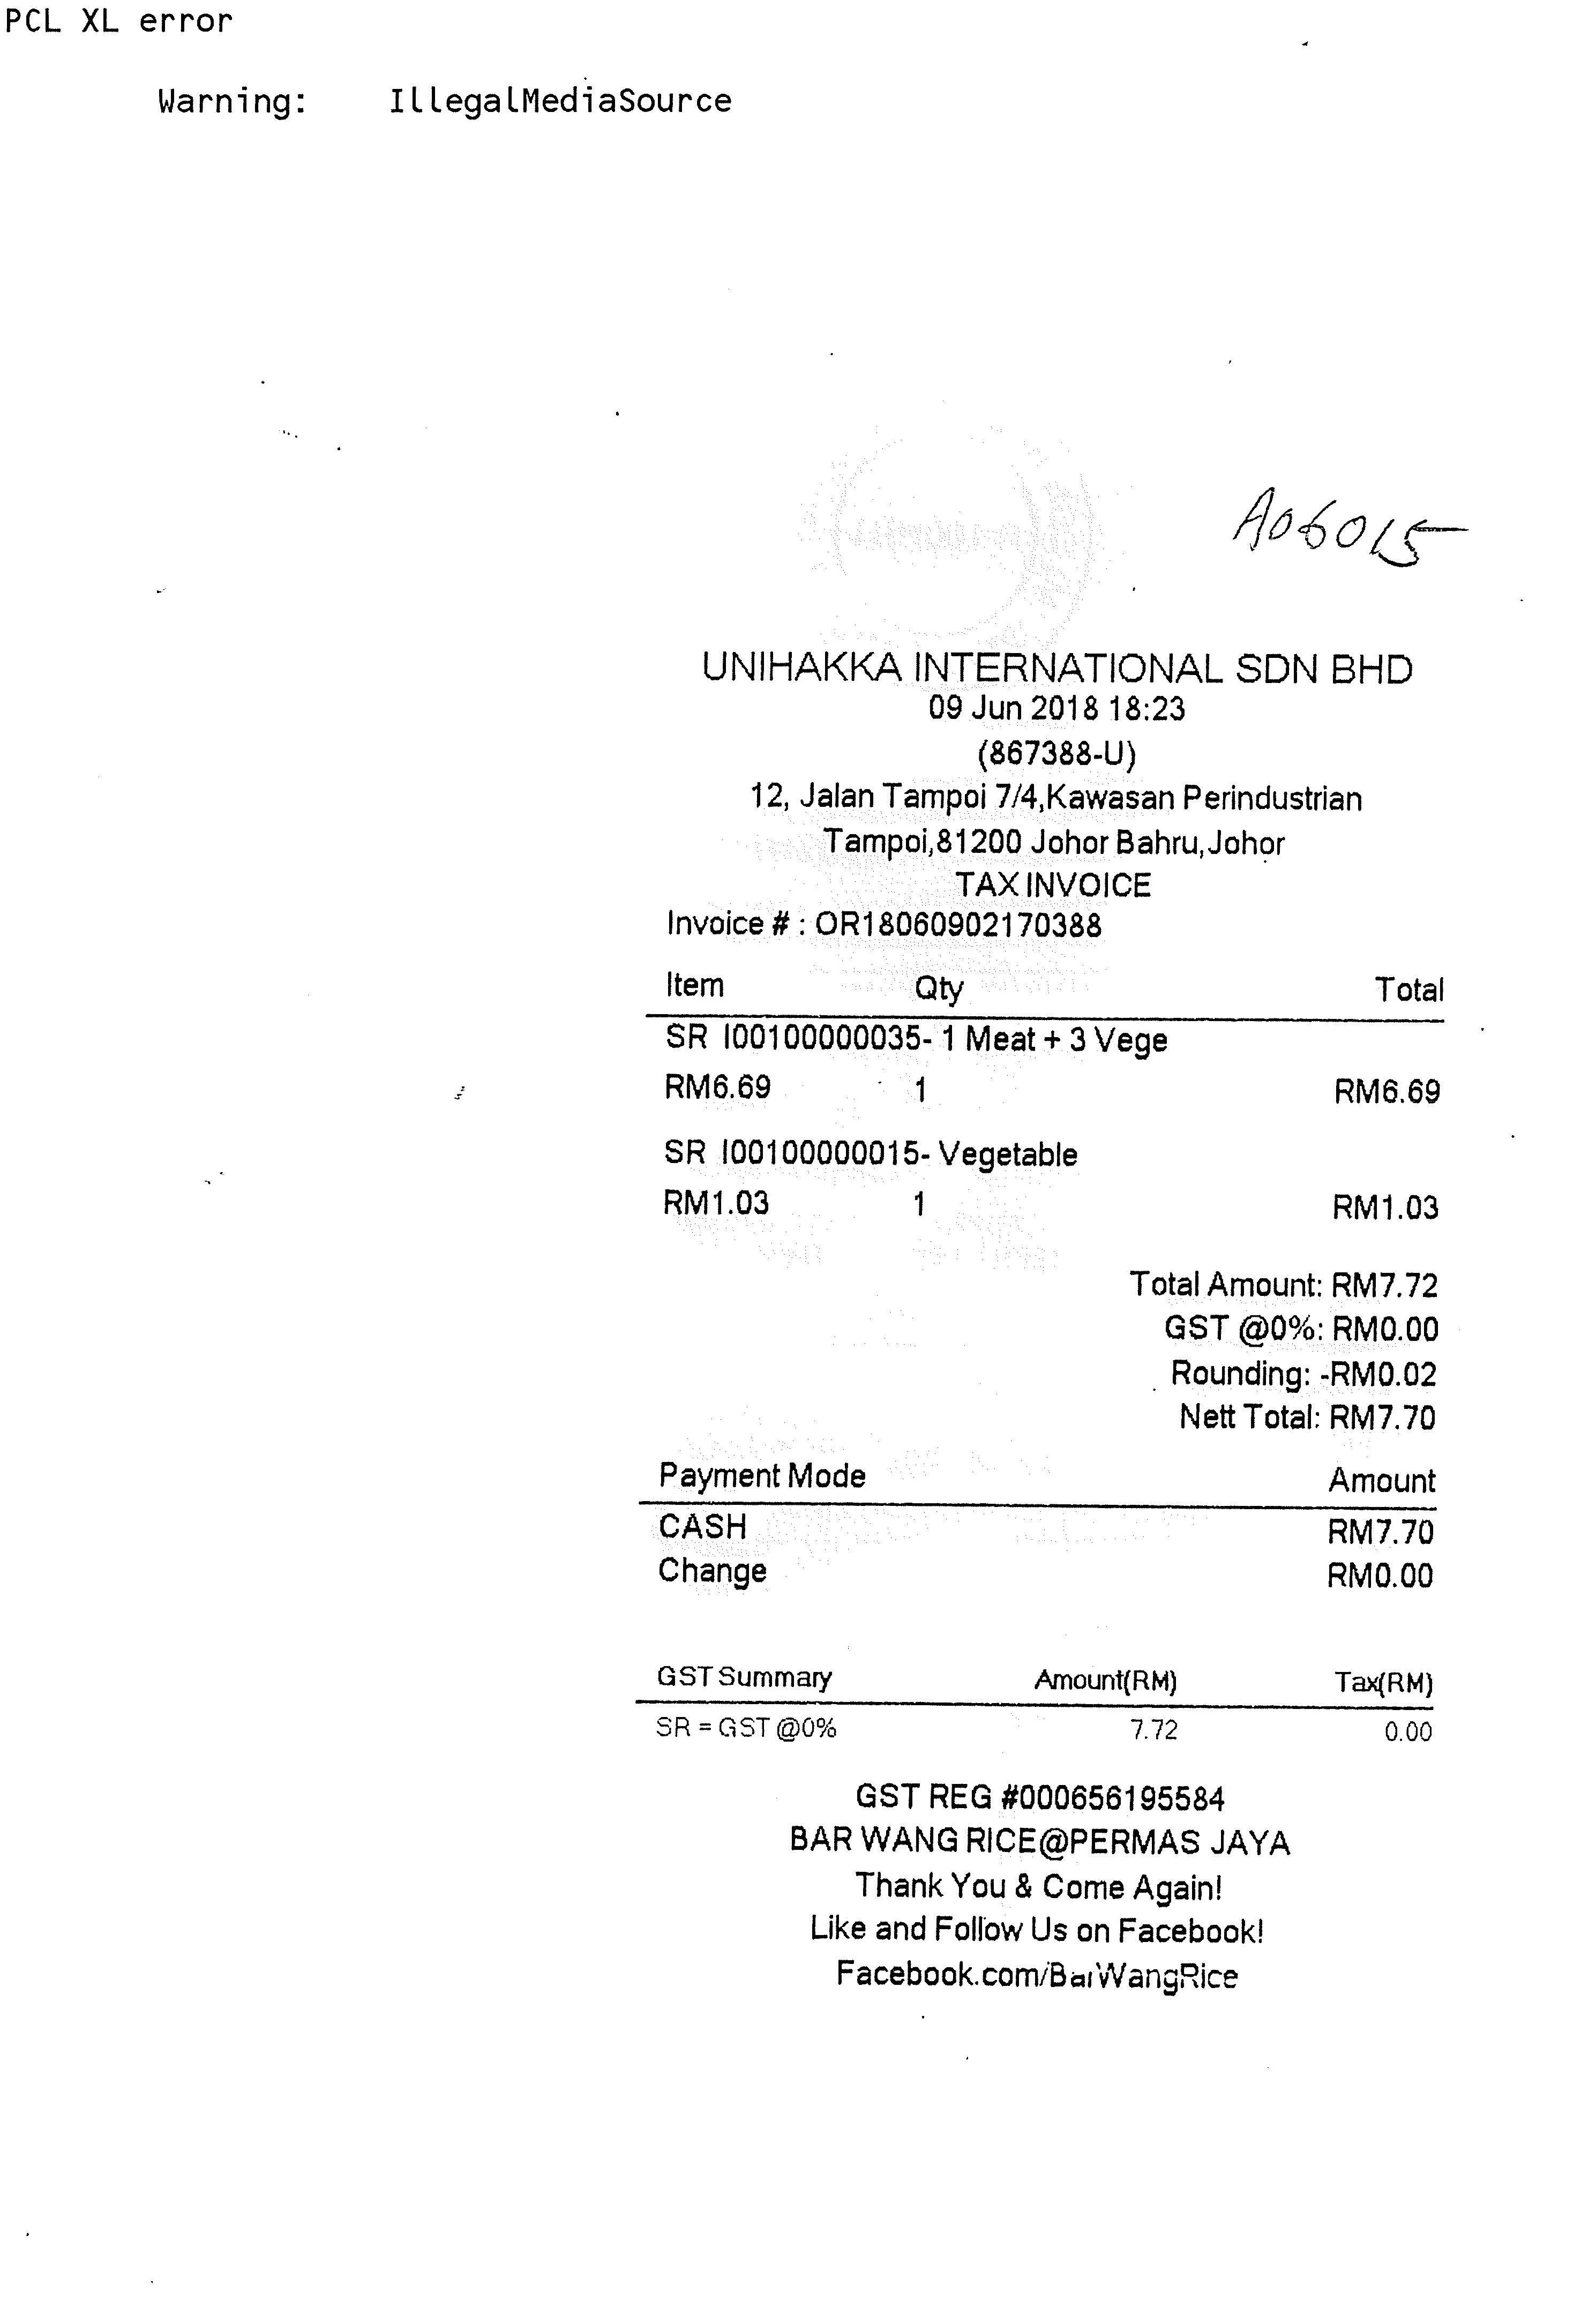 PCL XL error
Warning: IllegalMediaSource
A06015
UNIHAKKA INTERNATIONAL SDN BHD
09 Jun 2018 18:23
(867388-U)
12, Jalan Tampoi 7/4,Kawasan Perindustrian
Tampoi,81200 Johor Bahru,Johor
TAX INVOICE
Invoice # : OR18060902170388
Item Qty Total
SR I00100000035- 1 Meat + 3 Vege
RM6.69 1 RM6.69
SR I00100000015- Vegetable
RM1.03 1 RM1.03
Total Amount: RM7.72
GST @0%: RM0.00
Rounding: -RM0.02
Nett Total: RM7.70
Payment Mode Amount
CASH RM7.70
Change RM0.00
GST Summary Amount(RM) Tax(RM)
SR = GST @0% 7.72 0.00
GST REG #000656195584
BAR WANG RICE@PERMAS JAYA
Thank You & Come Again!
Like and Follow Us on Facebook!
Facebook.com/BarWangRice